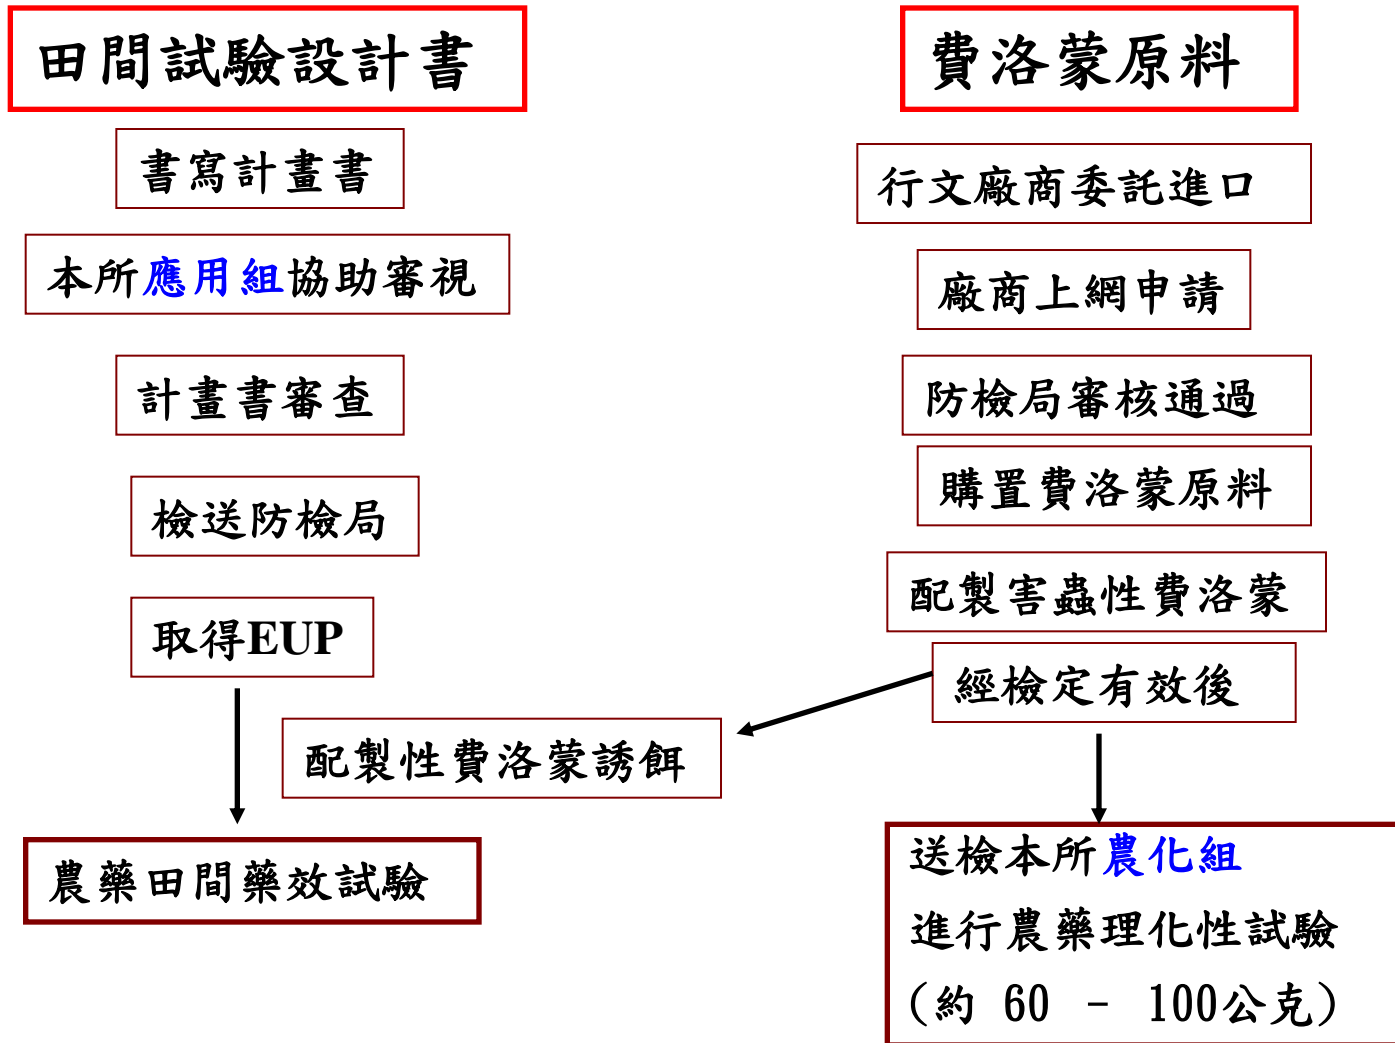 田間試驗設計書
書寫計畫書
本所應用組協助審視
計畫書審查
檢送防檢局
取得EUP
農藥田間藥效試驗
費洛蒙原料
行文廠商委託進口
廠商上網申請
防檢局審核通過
購置費洛蒙原料
配製害蟲性費洛蒙
經檢定有效後
配製性費洛蒙誘餌
送檢本所農化組
進行農藥理化性試驗
(約 60 - 100公克)